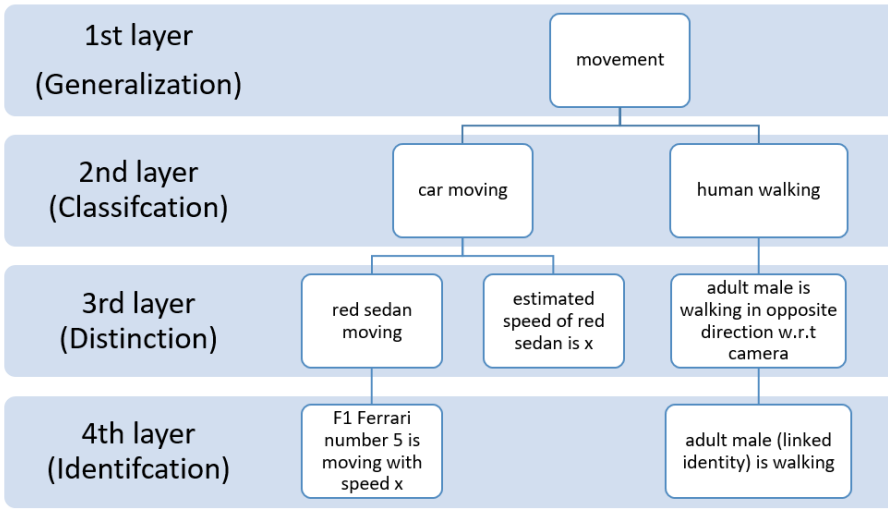 1st layer
(Generalization)
movement
2nd layer
(Classifcation)
car moving
human walking
3rd layer
(Distinction)
red sedan
moving
estimated
speed of red
sedan is x
adult male is
walking in opposite
direction w.r.t
camera
4th layer
(Identifcation)
F1 Ferrari
number 5 is
moving with
speed x
adult male (linked
identity) is walking